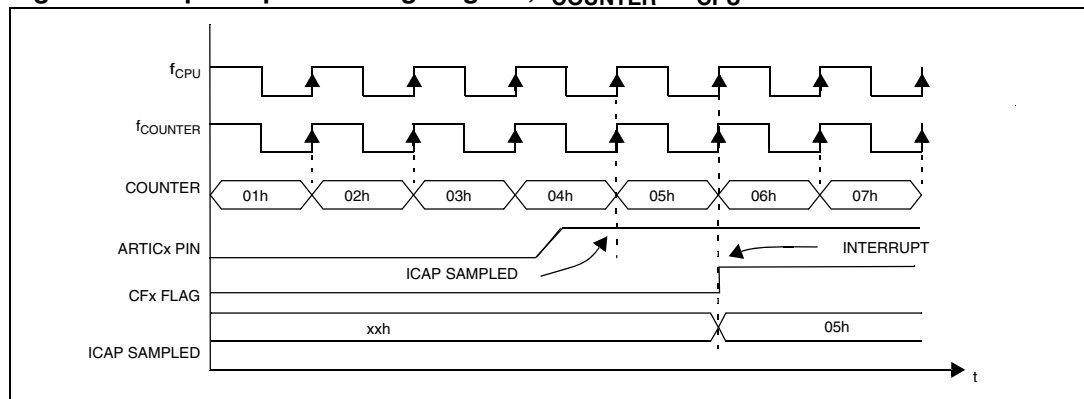 fCPU
fCOUNTER
COUNTER
01h 02h 03h 04h 05h 06h 07h
ARTICx PIN
INTERRUPT
ICAP SAMPLED
CFx FLAG
xxh 05h
ICAP SAMPLED
t